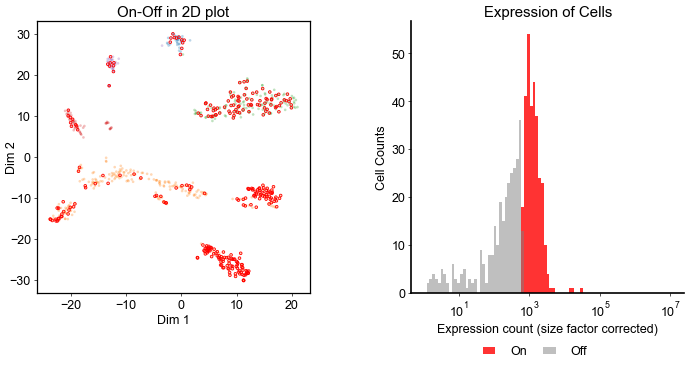 On-Off in 2D plot
30
20
10
0
−10
−20
−30
Dim 2
−20 −10 0 10 20
Dim 1
Expression of Cells
50
40
30
20
10
0
Cell Counts
10^1 10^3 10^5 10^7
Expression count (size factor corrected)
On Off